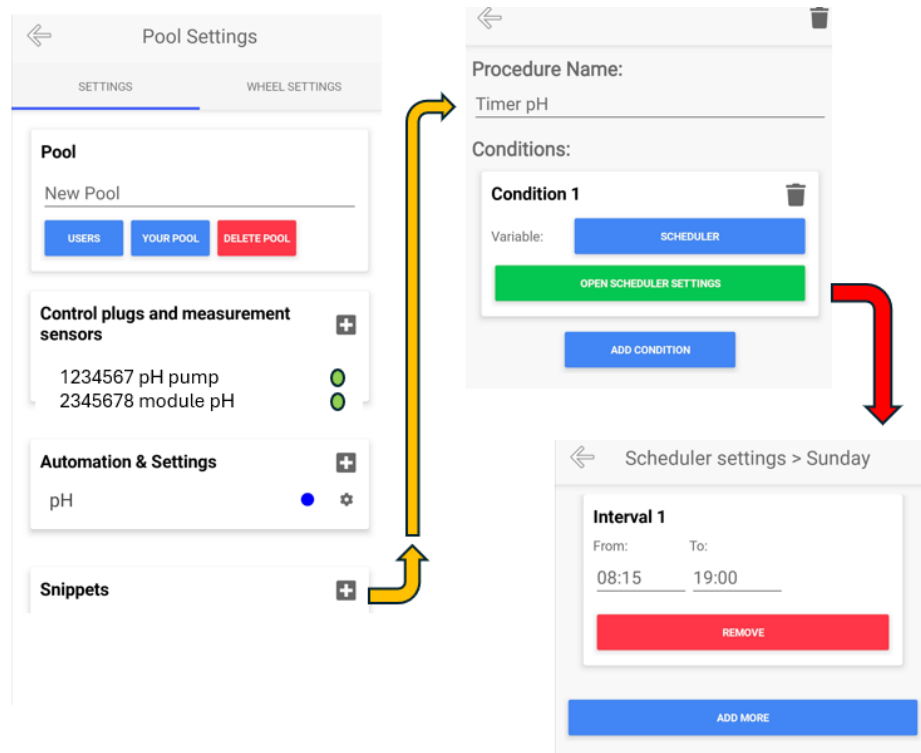 Pool Settings
SETTINGS
WHEEL SETTINGS
Pool
New Pool
USERS
YOUR POOL
DELETE POOL
Control plugs and measurement
sensors
1234567 pH pump
2345678 module pH
Automation & Settings
pH
Snippets
Procedure Name:
Timer pH
Conditions:
Condition 1
Variable:
SCHEDULER
OPEN SCHEDULER SETTINGS
ADD CONDITION
Scheduler settings > Sunday
Interval 1
From:
To:
08:15
19:00
REMOVE
ADD MORE